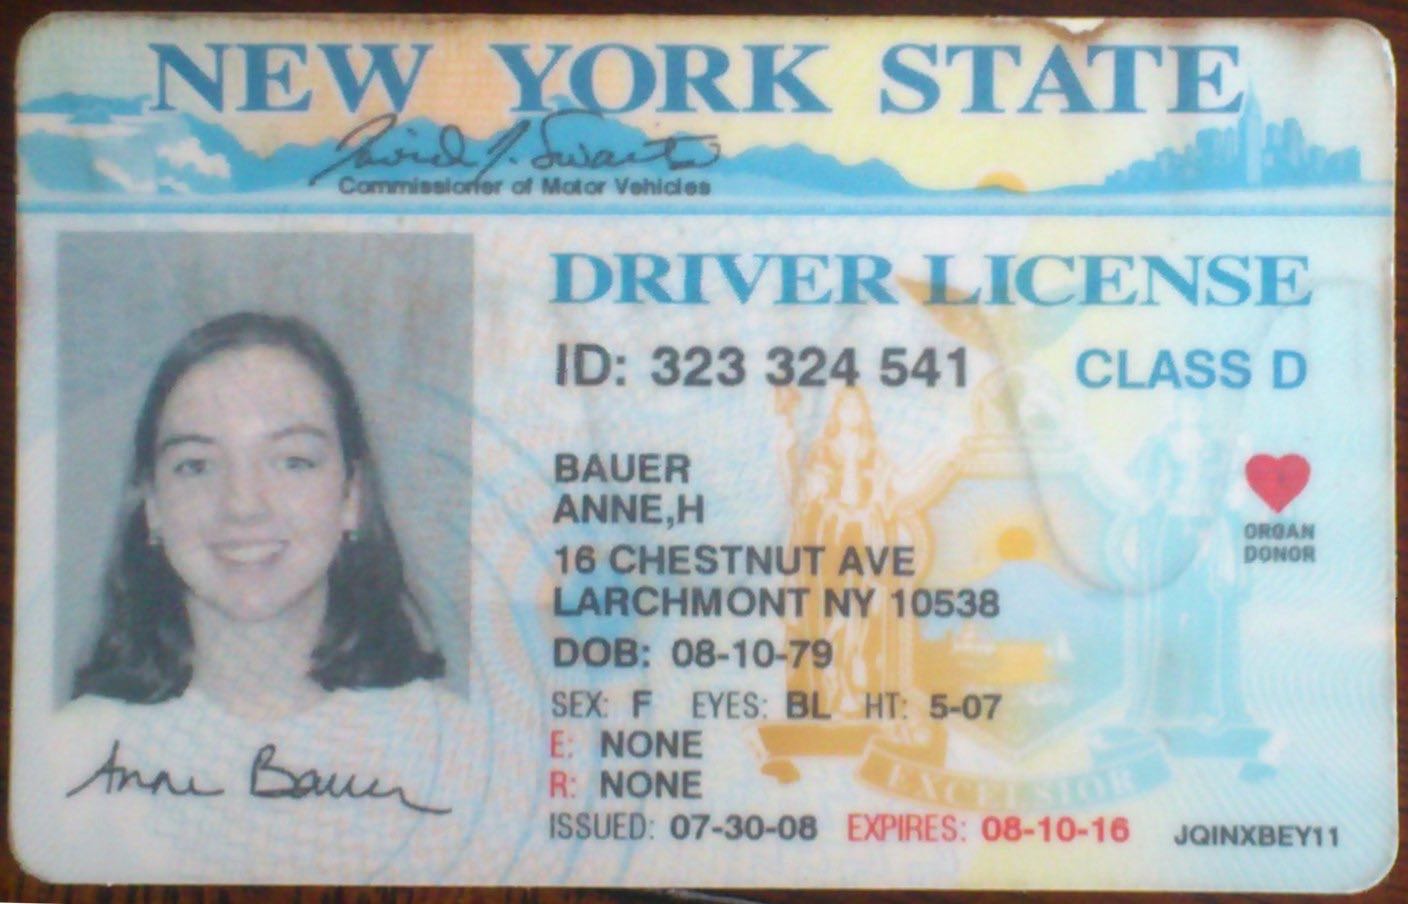 NEW YORK STATE
David J. Swarts
Commissioner of Motor Vehicles
DRIVER LICENSE
ID: 323 324 541 CLASS D
BAUER
ANNE,H
ORGAN
DONOR
16 CHESTNUT AVE
LARCHMONT NY 10538
DOB: 08-10-79
SEX: F EYES: BL HT: 5-07
E: NONE
R: NONE
EXCELSIOR
ISSUED: 07-30-08 EXPIRES: 08-10-16 JQINXBEY11
Anne Bauer